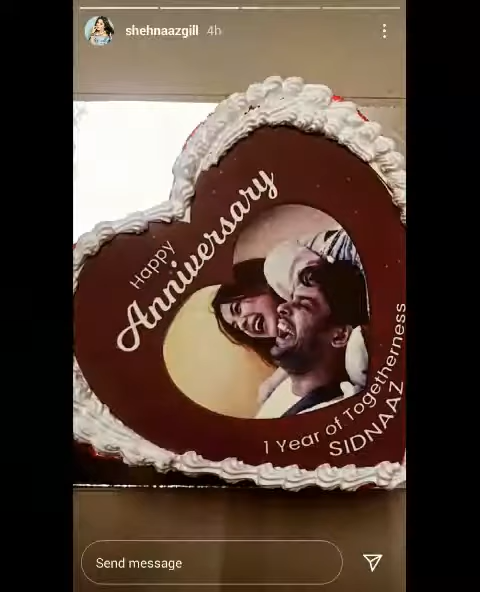 shehnaazgill 4h
Happy
Anniversary
1 Year of Togetherness
SIDNAAZ
Send message